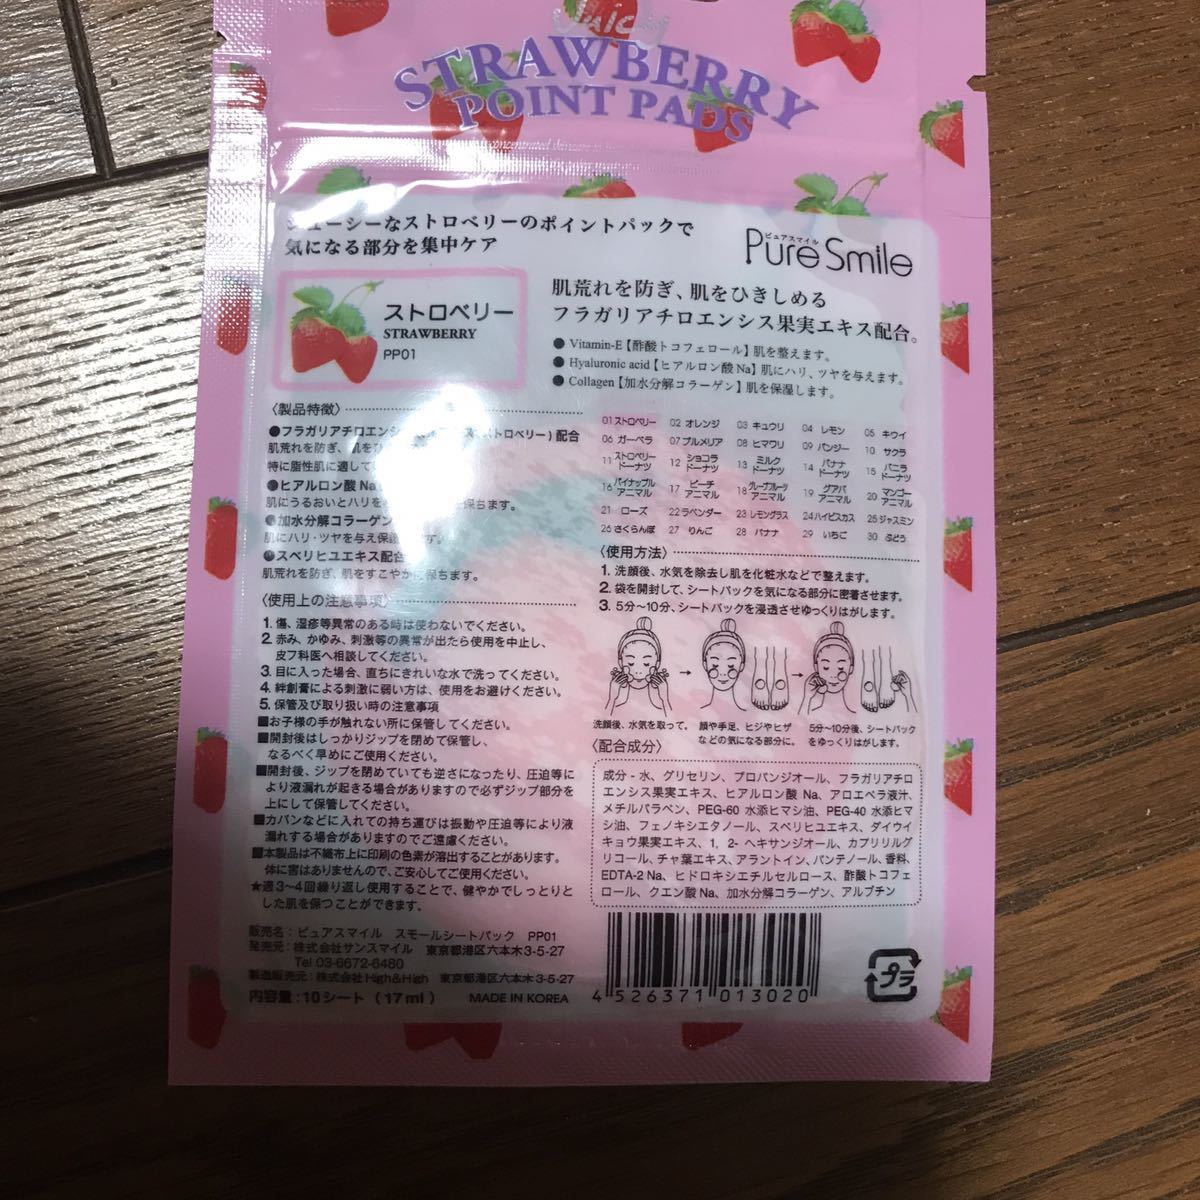 Juicy
STRAWBERRY
POINT PADS
concentrated
ジューシーなストロベリーのポイントパックで
気になる部分を集中ケア
ピュアスマイル
Pure Smile
ストロベリー
STRAWBERRY
PP01
肌荒れを防ぎ、肌をひきしめる
フラガリアチロエンシス果実エキス配合。
● Vitamin-E【酢酸トコフェロール】肌を整えます。
● Hyaluronic acid【ヒアルロン酸 Na】肌にハリ、ツヤを与えます。
● Collagen【加水分解コラーゲン】肌を保湿します。
〈製品特徴〉
●フラガリアチロエンシ ストロベリー）配合
肌荒れを防ぎ、肌を
特に脂性肌に適して
●ヒアルロン酸 Na
肌にうるおいとハリを 保ちます。
●加水分解コラーゲン
肌にハリ・ツヤを与え保 す。
●スベリヒユエキス配合
肌荒れを防ぎ、肌をすこやかに保ちます。
〈使用上の注意事項〉
1. 傷、湿疹等異常のある時は使わないでください。
2. 赤み、かゆみ、刺激等の異常が出たら使用を中止し、
皮フ科医へ相談してください。
3. 目に入った場合、直ちにきれいな水で洗ってください。
4. 絆創膏による刺激に弱い方は、使用をお避けください。
5. 保管及び取り扱い時の注意事項
■お子様の手が触れない所に保管してください。
■開封後はしっかりジップを閉めて保管し、
なるべく早めにご使用ください。
■開封後、ジップを閉めていても逆さになったり、圧迫等に
より液漏れが起きる場合がありますので必ずジップ部分を
上にして保管してください。
■カバンなどに入れての持ち運びは振動や圧迫等により液
漏れする場合がありますのでご遠慮ください。
■本製品は不織布上に印刷の色素が溶出することがあります。
体に害はありませんので、ご安心してご使用ください。
★週3～4回繰り返し使用することで、健やかでしっとりと
した肌を保つことができます。
販売名：ピュアスマイル スモールシートパック PP01
発売元：株式会社サンスマイル 東京都港区六本木3-5-27
Tel 03-6672-6480
製造販売元：株式会社High&High 東京都港区六本木3-5-27
内容量：10シート（17ml） MADE IN KOREA
01 ストロベリー 02 オレンジ 03 キュウリ 04 レモン 05 キウイ
06 ガーベラ 07 プルメリア 08 ヒマワリ 09 パンジー 10 サクラ
11 ストロベリードーナツ 12 ショコラドーナツ 13 ミルクドーナツ 14 バナナドーナツ 15 バニラドーナツ
16 パイナップルアニマル 17 ピーチアニマル 18 グレープフルーツアニマル 19 グアバアニマル 20 マンゴーアニマル
21 ローズ 22 ラベンダー 23 レモングラス 24 ハイビスカス 25 ジャスミン
26 さくらんぼ 27 りんご 28 バナナ 29 いちご 30 ぶどう
〈使用方法〉
1. 洗顔後、水気を除去し肌を化粧水などで整えます。
2. 袋を開封して、シートパックを気になる部分に密着させます。
3. 5分～10分、シートパックを浸透させゆっくりはがします。
洗顔後、水気を取って。
顔や手足、ヒジやヒザ
などの気になる部分に。
5分～10分後、シートパック
をゆっくりはがします。
〈配合成分〉
成分 - 水、グリセリン、プロパンジオール、フラガリアチロ
エンシス果実エキス、ヒアルロン酸 Na、アロエベラ液汁、
メチルパラベン、PEG-60 水添ヒマシ油、PEG-40 水添ヒマ
シ油、フェノキシエタノール、スベリヒユエキス、ダイウイ
キョウ果実エキス、1，2-ヘキサンジオール、カプリリルグ
リコール、チャ葉エキス、アラントイン、パンテノール、香料、
EDTA-2 Na、ヒドロキシエチルセルロース、酢酸トコフェ
ロール、クエン酸 Na、加水分解コラーゲン、アルブチン
4 526371 013020
プラ